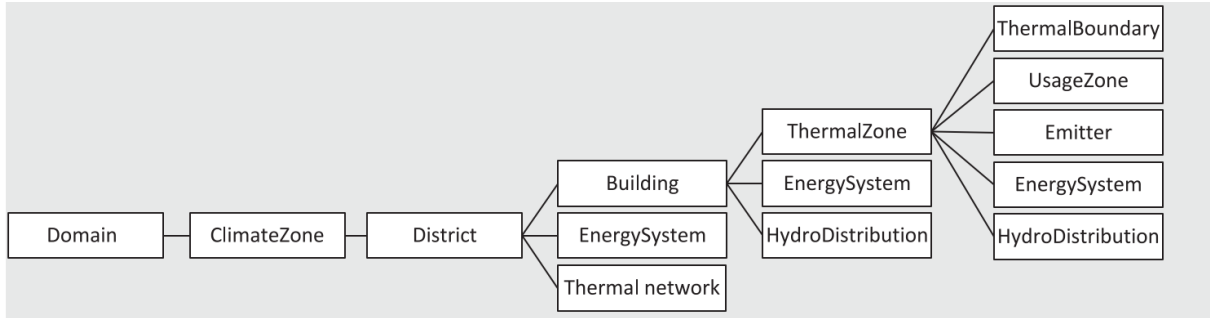 Domain
ClimateZone
District
Building
EnergySystem
Thermal network
ThermalZone
EnergySystem
HydroDistribution
ThermalBoundary
UsageZone
Emitter
EnergySystem
HydroDistribution